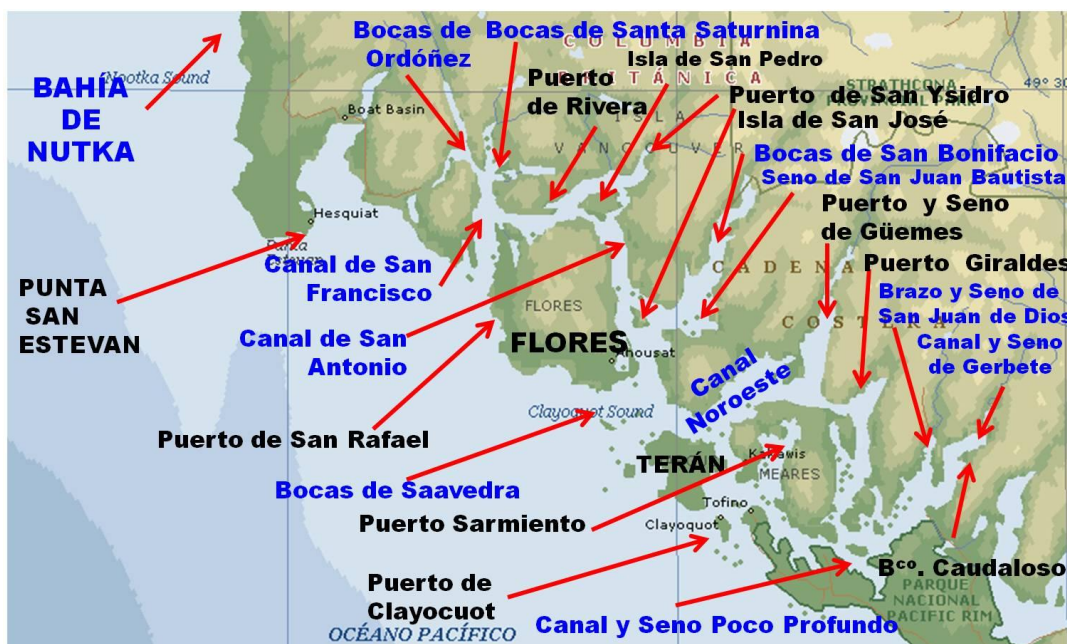 Bocas de
Ordóñez
Bocas de Santa Saturnina
COLUMBIA
BRITÁNICA
Isla de San Pedro
Nootka Sound
BAHIA
DE
NUTKA
Boat Basin
Puerto
de Rivera
STRATHCONA
PROVINCIAL PARK
49° 30
Puerto de San Ysidro
Isla de San José
ISLA
VANCOUVER
Bocas de San Bonifacio
Seno de San Juan Bautista
Hesquiat
Punta
Estevan
Puerto y Seno
de Güemes
PUNTA
SAN
ESTEVAN
Canal de San
Francisco
CADENA
COSTERA
Puerto Giraldes
Brazo y Seno de
San Juan de Dios
Canal y Seno
de Gerbete
Canal de San
Antonio
FLORES
FLORES
Ahousat
Canal
Noroeste
Clayoquot Sound
Puerto de San Rafael
TERÁN
Kakawis
MEARES
Bocas de Saavedra
Puerto Sarmiento
Tofino
Clayoquot
Bco. Caudaloso
Puerto de
Clayocuot
PARQUE
NACIONAL
PACIFIC RIM
Canal y Seno Poco Profundo
OCÉANO PACÍFICO